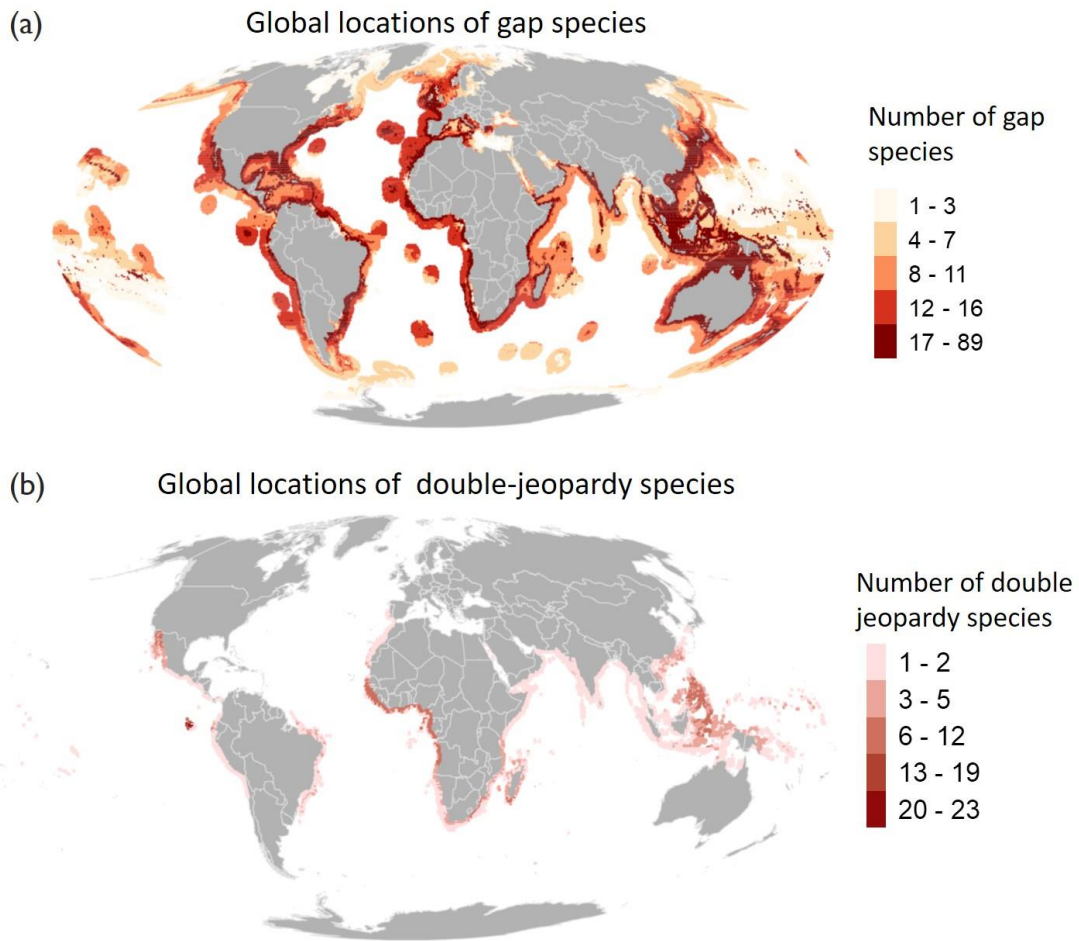 (a)
Global locations of gap species
Number of gap
species
1 - 3
4 - 7
8 - 11
12 - 16
17 - 89
(b)
Global locations of double-jeopardy species
Number of double
jeopardy species
1 - 2
3 - 5
6 - 12
13 - 19
20 - 23